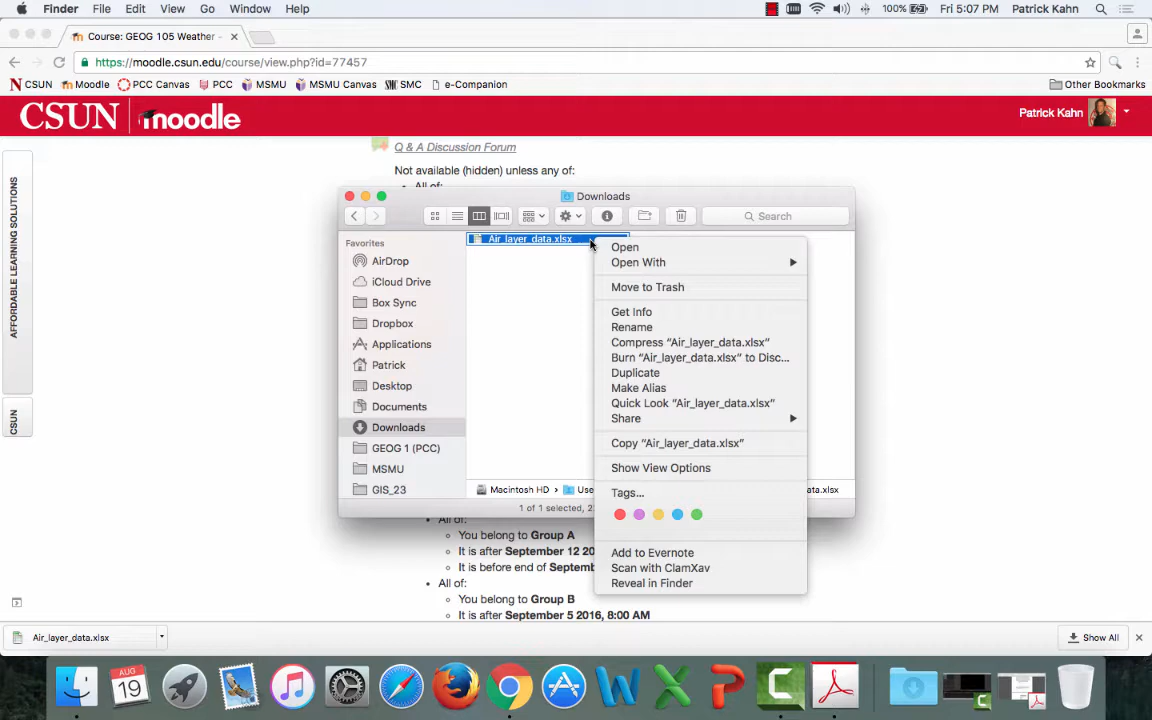 Finder File Edit View Go Window Help 100% Fri 5:07 PM Patrick Kahn
Course: GEOG 105 Weather -
https://moodle.csun.edu/course/view.php?id=77457
CSUN Moodle PCC Canvas PCC MSMU MSMU Canvas SMC e-Companion Other Bookmarks
CSUN moodle Patrick Kahn
AFFORDABLE LEARNING SOLUTIONS
CSUN
Q & A Discussion Forum
Not available (hidden) unless any of:
All of:
Downloads
Search
Favorites
AirDrop
iCloud Drive
Box Sync
Dropbox
Applications
Patrick
Desktop
Documents
Downloads
GEOG 1 (PCC)
MSMU
GIS_23
Air_layer_data.xlsx
Open
Open With
Move to Trash
Get Info
Rename
Compress “Air_layer_data.xlsx”
Burn “Air_layer_data.xlsx” to Disc...
Duplicate
Make Alias
Quick Look “Air_layer_data.xlsx”
Share
Copy “Air_layer_data.xlsx”
Show View Options
Tags...
Add to Evernote
Scan with ClamXav
Reveal in Finder
Macintosh HD › Use ata.xlsx
1 of 1 selected, 2
All of:
You belong to Group A
It is after September 12 20
It is before end of Septemb
All of:
You belong to Group B
It is after September 5 2016, 8:00 AM
Air_layer_data.xlsx Show All
AUG
19